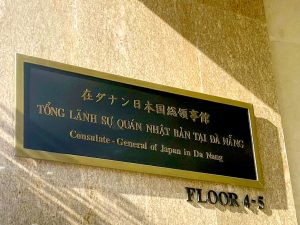 在ダナン日本国総領事館
TỔNG LÃNH SỰ QUÁN NHẬT BẢN TẠI ĐÀ NẴNG
Consulate - General of Japan in Da Nang
FLOOR 4-5